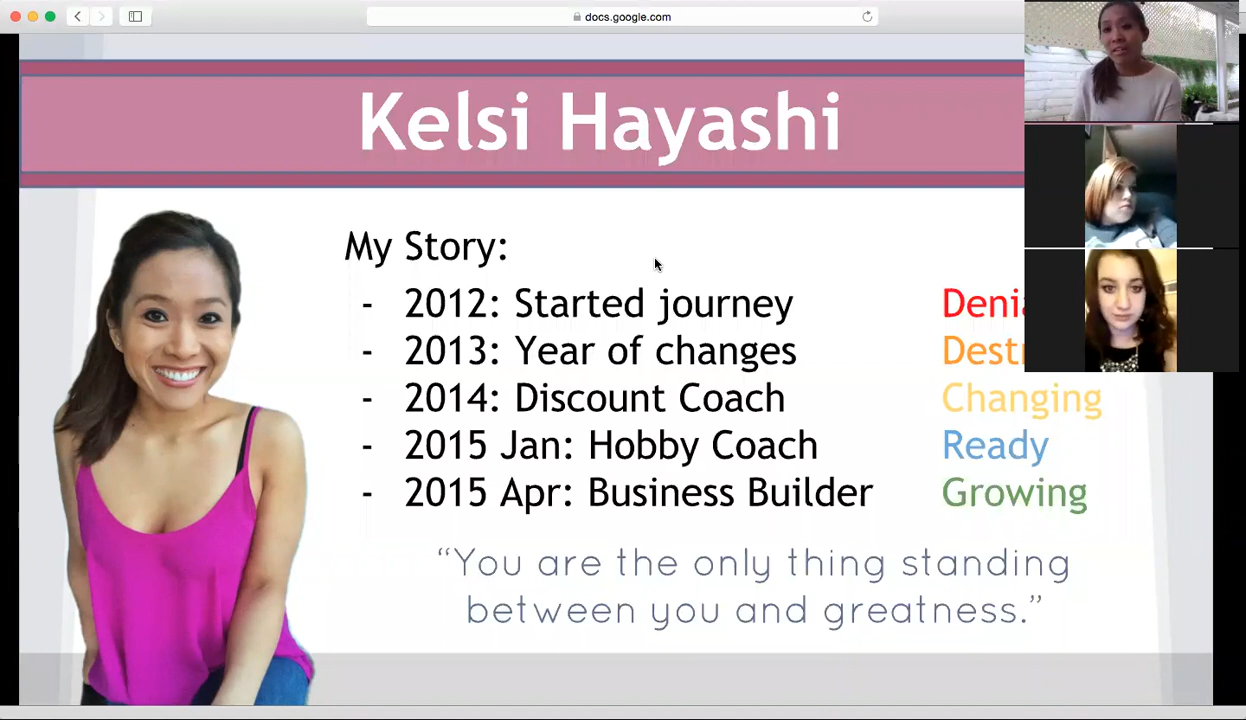 docs.google.com
Kelsi Hayashi
My Story:
- 2012: Started journey
- 2013: Year of changes
- 2014: Discount Coach Changing
- 2015 Jan: Hobby Coach Ready
- 2015 Apr: Business Builder Growing
“You are the only thing standing
between you and greatness.”